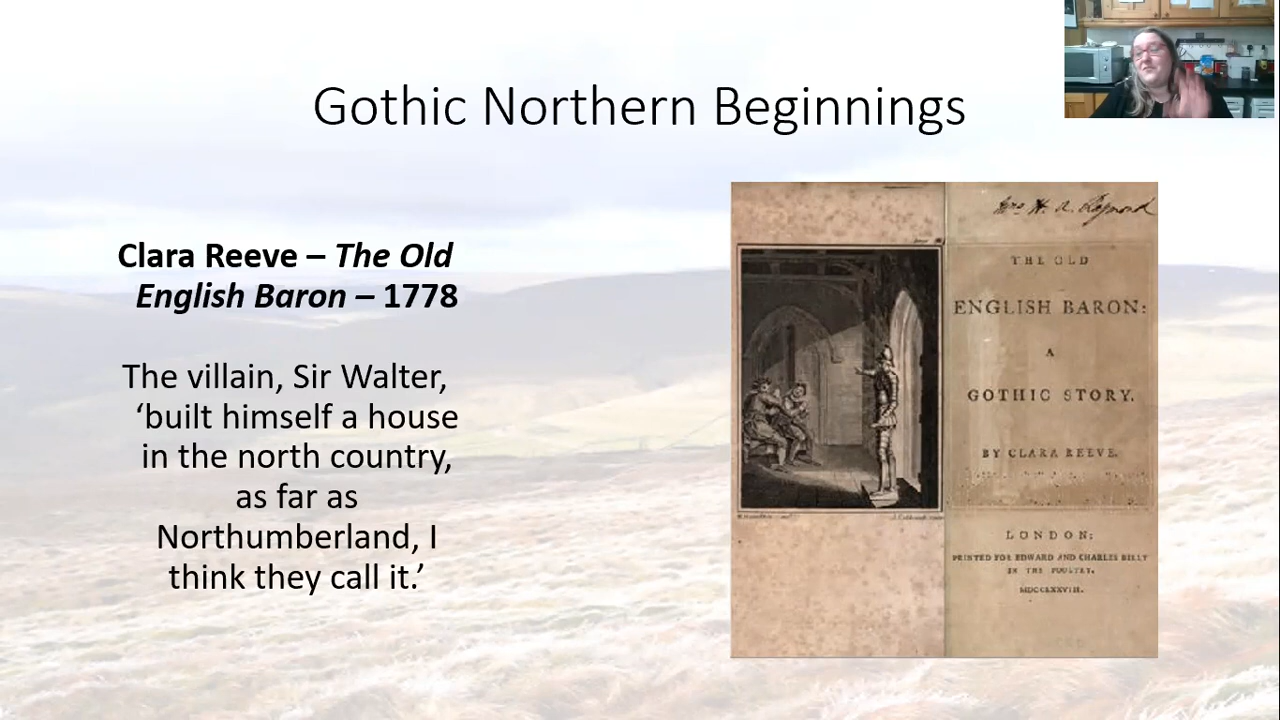 Gothic Northern Beginnings
Clara Reeve – The Old
English Baron – 1778
The villain, Sir Walter,
‘built himself a house
in the north country,
as far as
Northumberland, I
think they call it.’
THE OLD
ENGLISH BARON:
A
GOTHIC STORY.
BY CLARA REEVE.
LONDON:
PRINTED FOR EDWARD AND CHARLES DILLY
IN THE POULTRY.
MDCCLXXVIII.